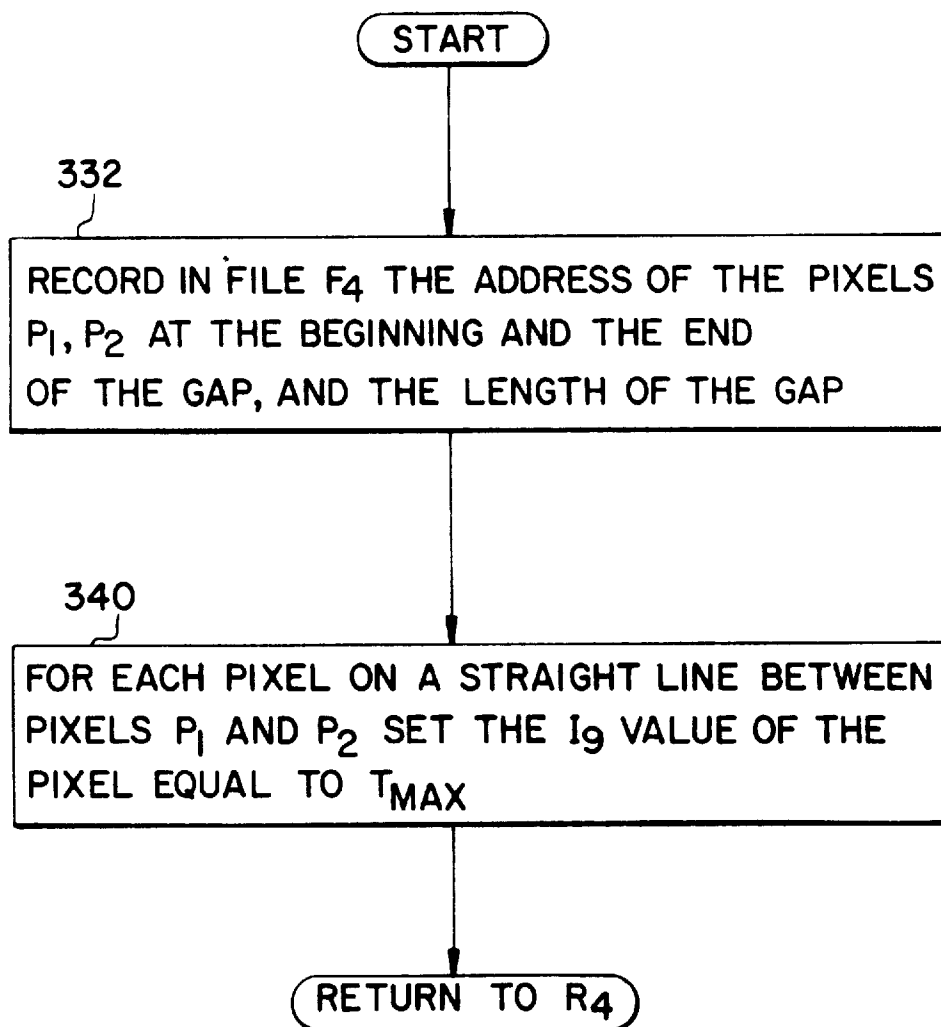 START
332
RECORD IN FILE F4 THE ADDRESS OF THE PIXELS
P1, P2 AT THE BEGINNING AND THE END
OF THE GAP, AND THE LENGTH OF THE GAP
340
FOR EACH PIXEL ON A STRAIGHT LINE BETWEEN
PIXELS P1 AND P2 SET THE I9 VALUE OF THE
PIXEL EQUAL TO TMAX
RETURN TO R4